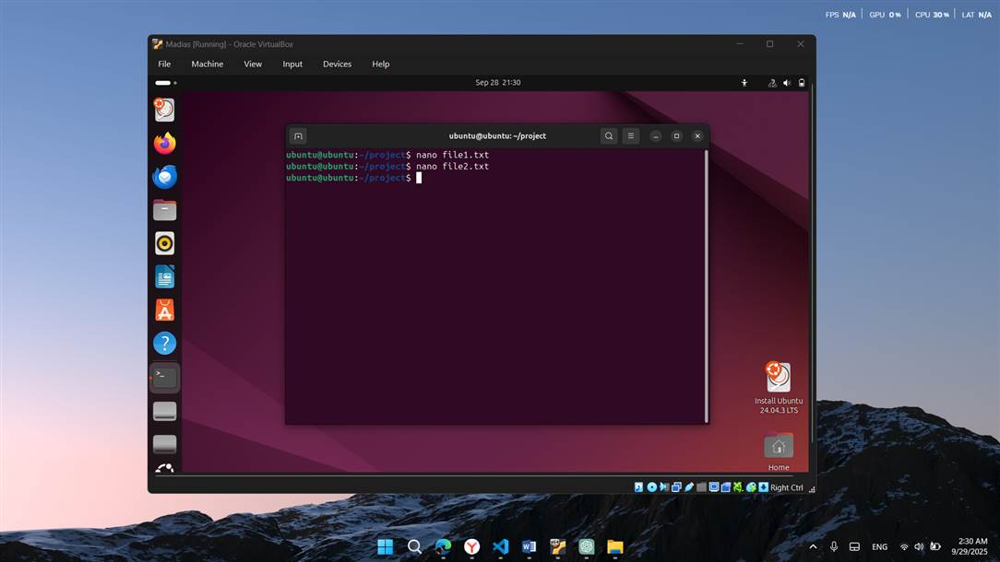 FPS N/A GPU 0 % CPU 30 % LAT N/A
Madias [Running] - Oracle VirtualBox
File Machine View Input Devices Help
Sep 28 21:30
ubuntu@ubuntu: ~/project
ubuntu@ubuntu:~/project$ nano file1.txt
ubuntu@ubuntu:~/project$ nano file2.txt
ubuntu@ubuntu:~/project$
Install Ubuntu
24.04.3 LTS
Home
Right Ctrl
ENG
2:30 AM
9/29/2025